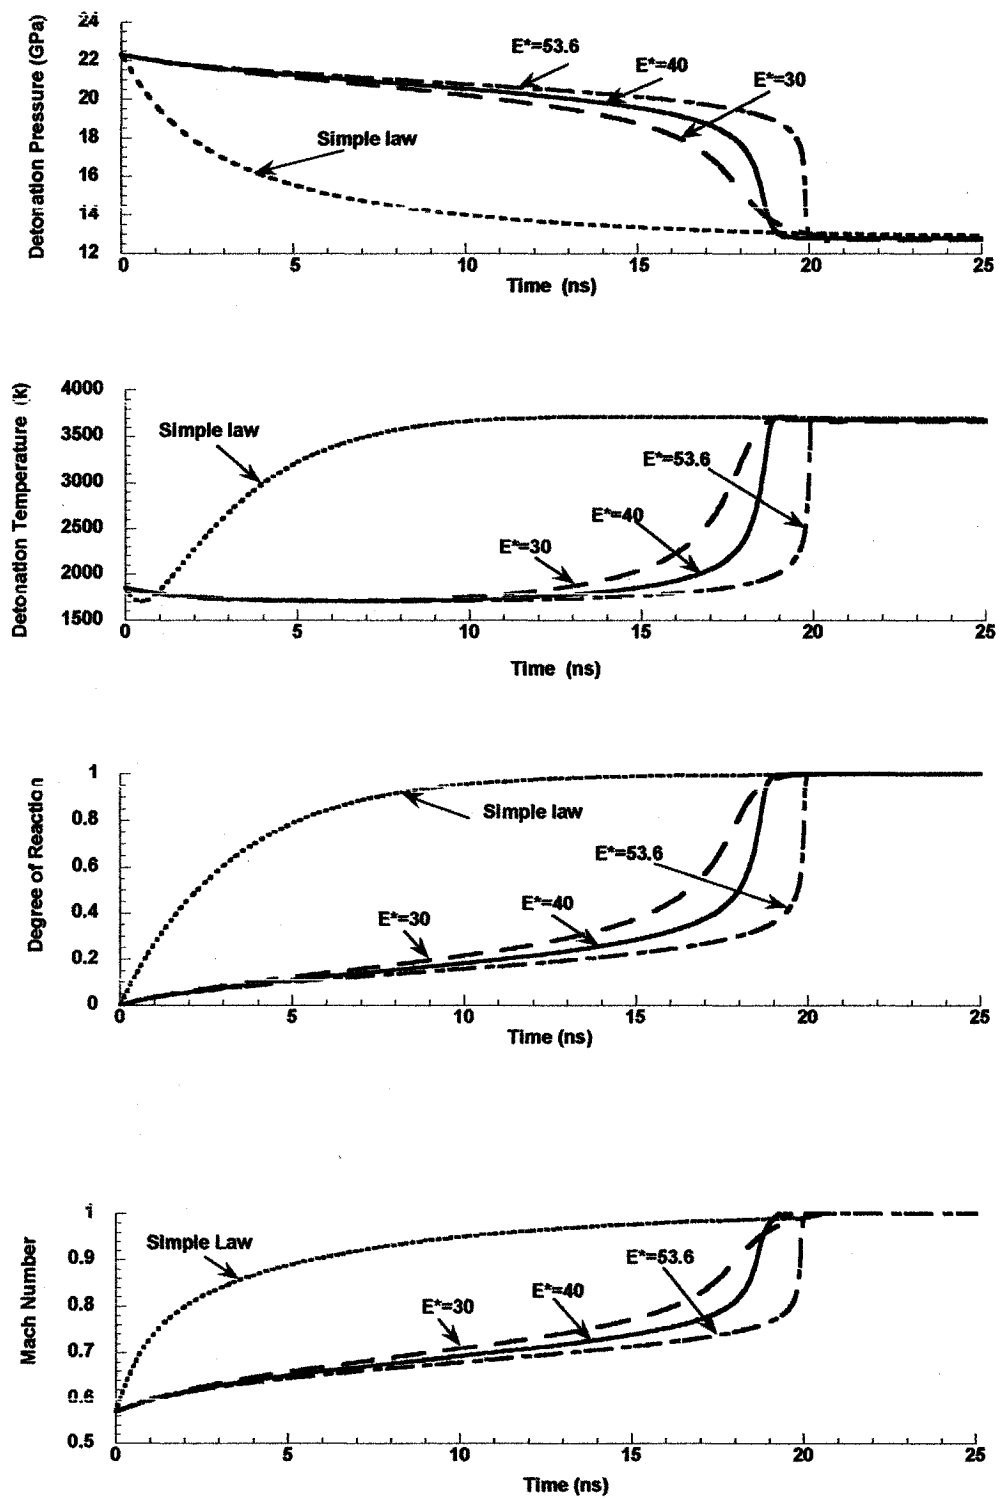 24
22
20
18
16
14
12
Detonation Pressure (GPa)
E*=53.6
E*=40
E*=30
Simple law
0
5
10
15
20
25
Time (ns)
4000
3500
3000
2500
2000
1500
Detonation Temperature (k)
Simple law
E*=53.6
E*=40
E*=30
0
5
10
15
20
25
Time (ns)
1
0.8
0.6
0.4
0.2
0
Degree of Reaction
Simple law
E*=53.6
E*=40
E*=30
0
5
10
15
20
25
Time (ns)
1
0.9
0.8
0.7
0.6
0.5
Mach Number
Simple Law
E*=53.6
E*=40
E*=30
0
5
10
15
20
25
Time (ns)